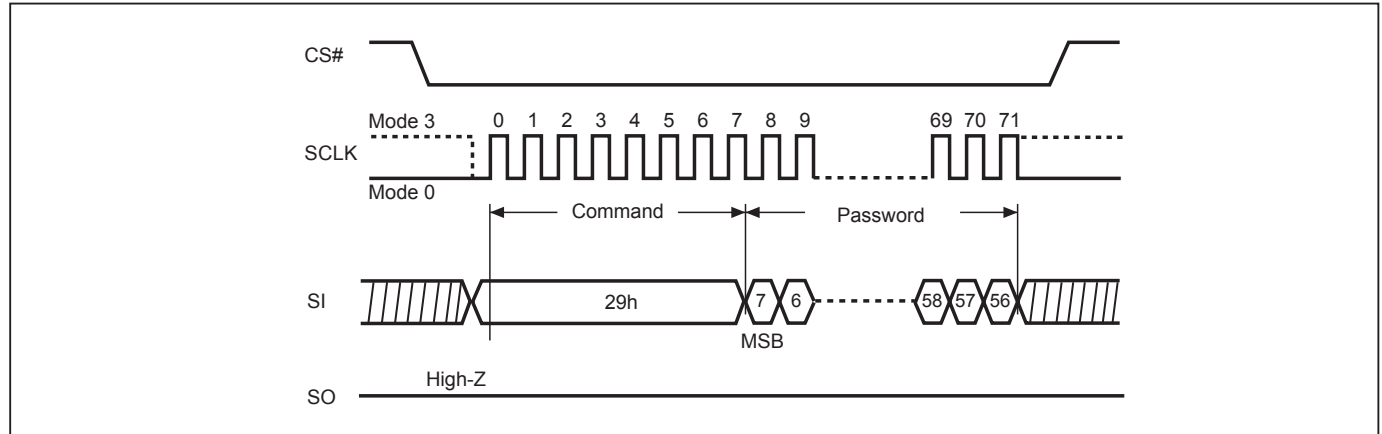 CS#
Mode 3
0 1 2 3 4 5 6 7 8 9 69 70 71
SCLK
Mode 0
Command
Password
SI
29h
7 6 58 57 56
MSB
High-Z
SO